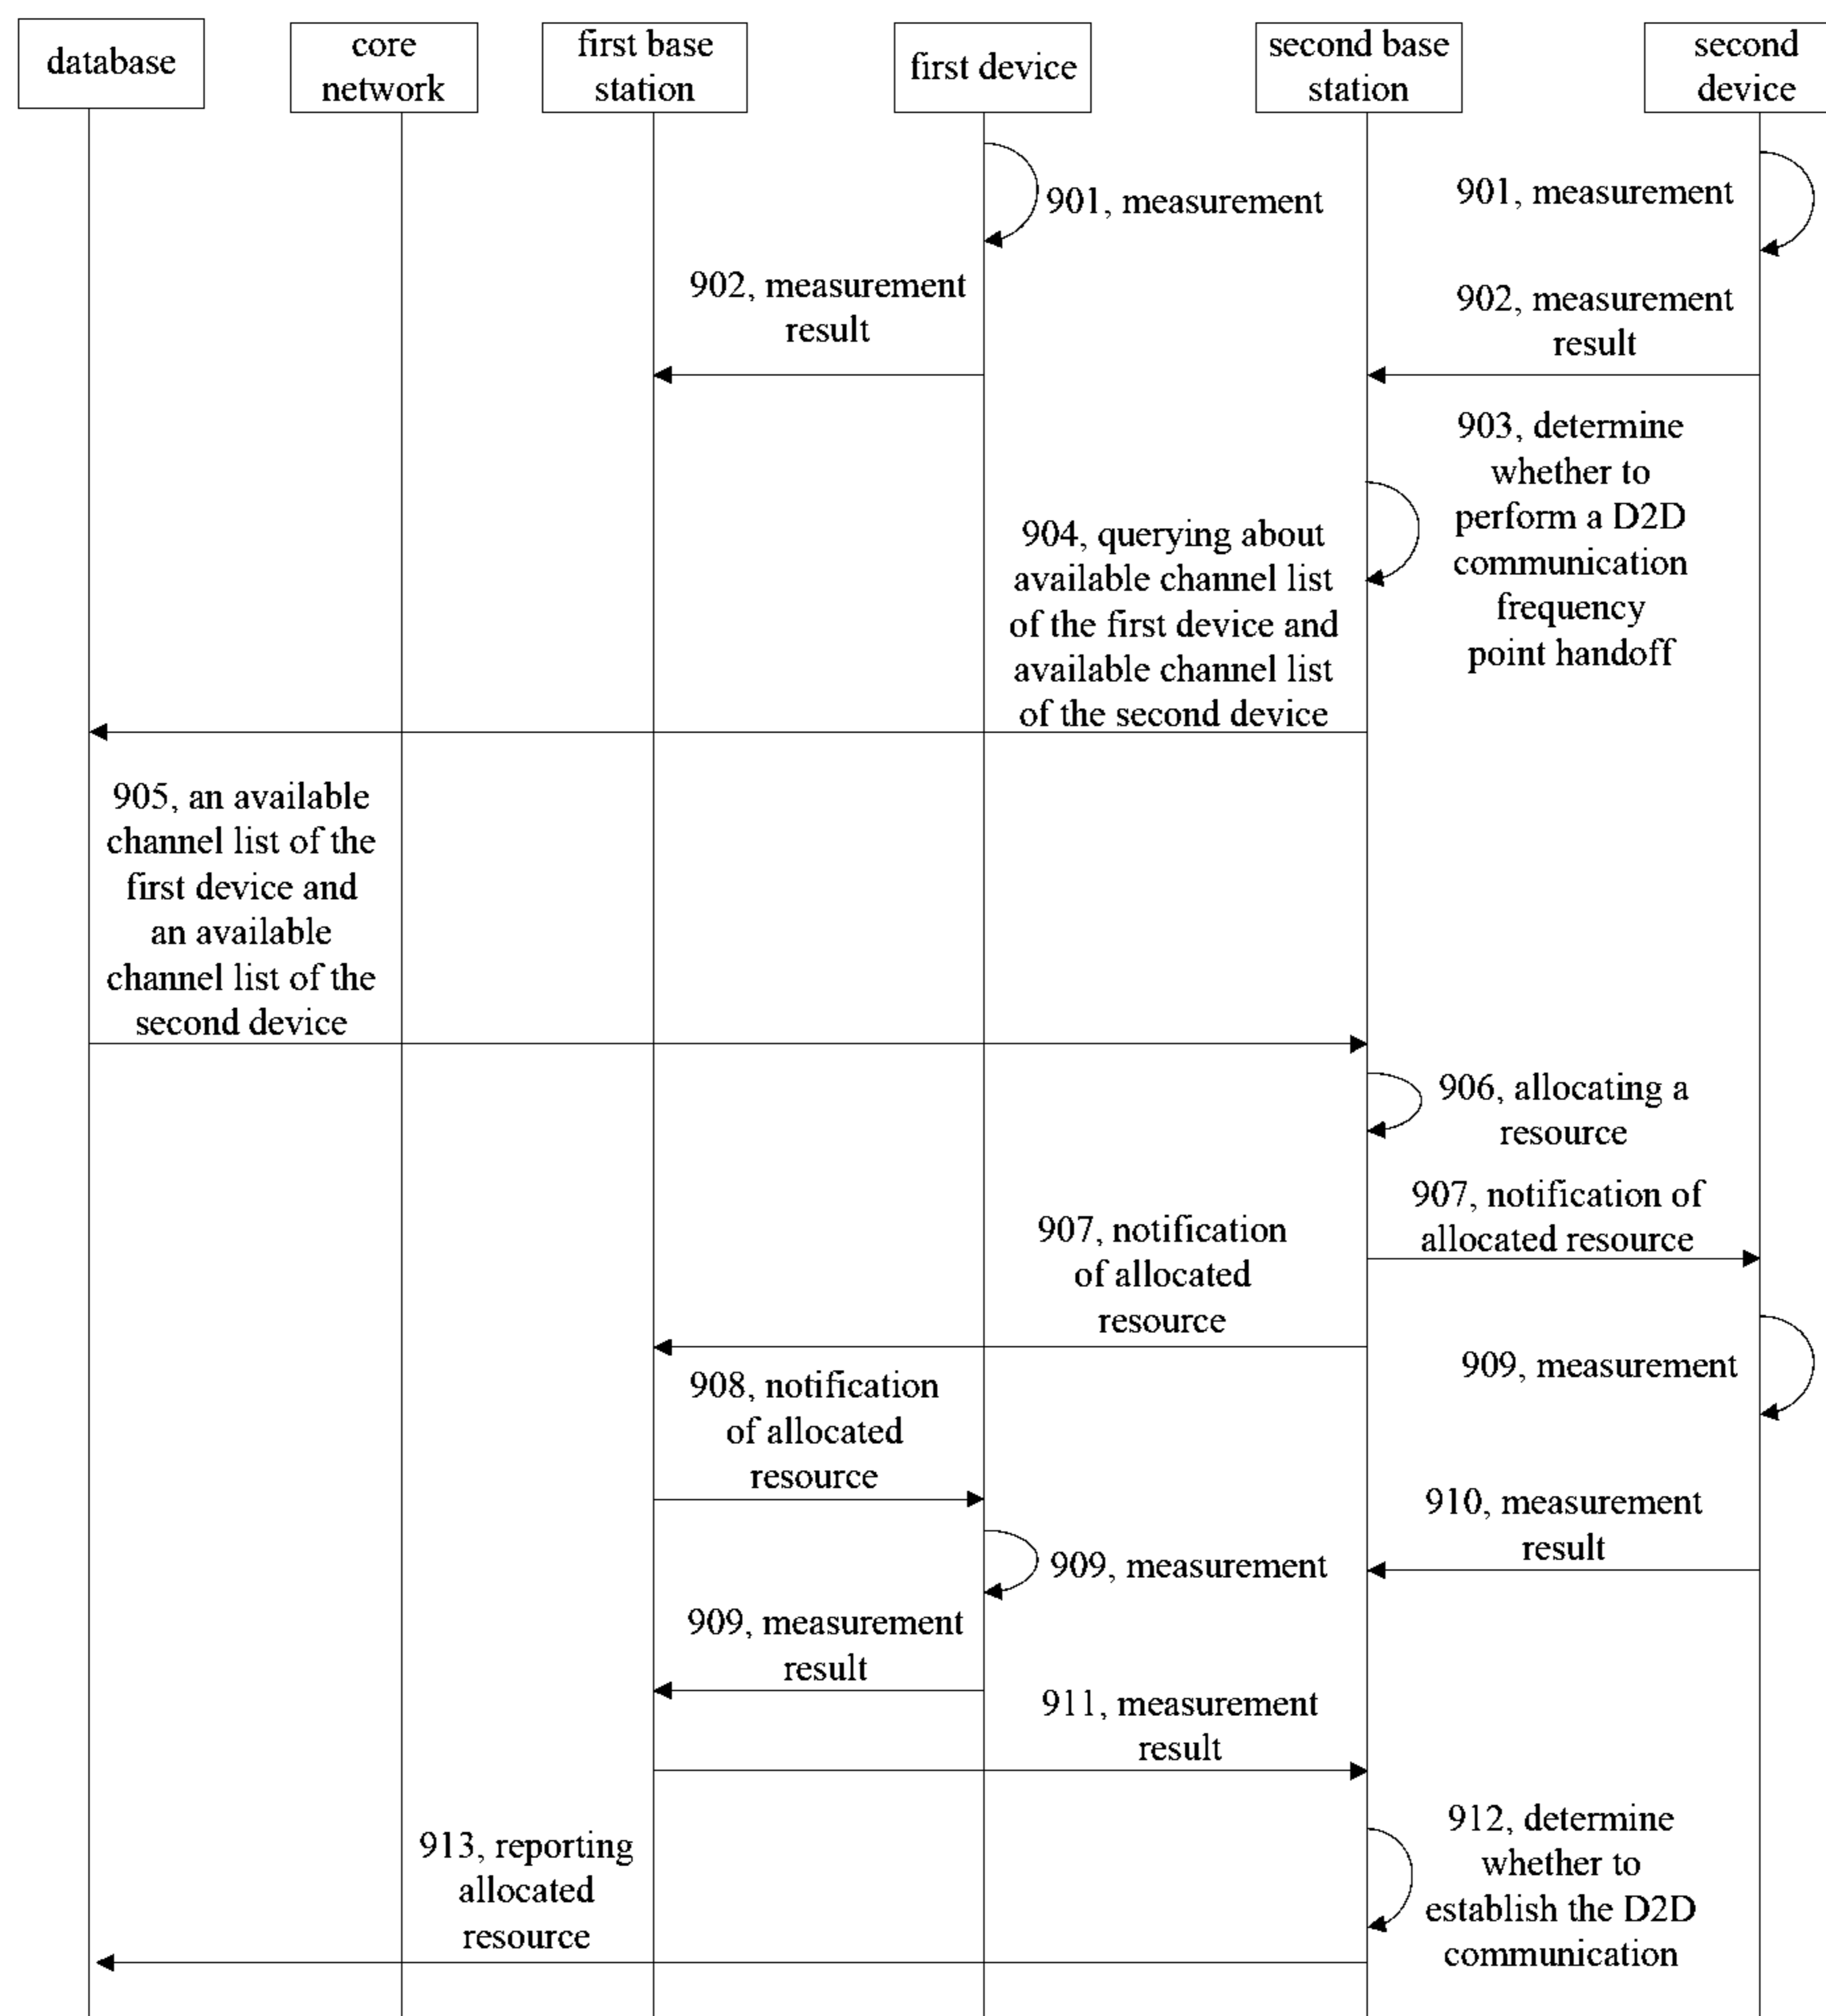 database
core
network
first base
station
first device
second base
station
second
device
901, measurement
901, measurement
902, measurement
result
902, measurement
result
903, determine
whether to
perform a D2D
communication
frequency
point handoff
904, querying about
available channel list
of the first device and
available channel list
of the second device
905, an available
channel list of the
first device and
an available
channel list of the
second device
906, allocating a
resource
907, notification of
allocated resource
907, notification
of allocated
resource
909, measurement
908, notification
of allocated
resource
910, measurement
result
909, measurement
909, measurement
result
911, measurement
result
912, determine
whether to
establish the D2D
communication
913, reporting
allocated
resource